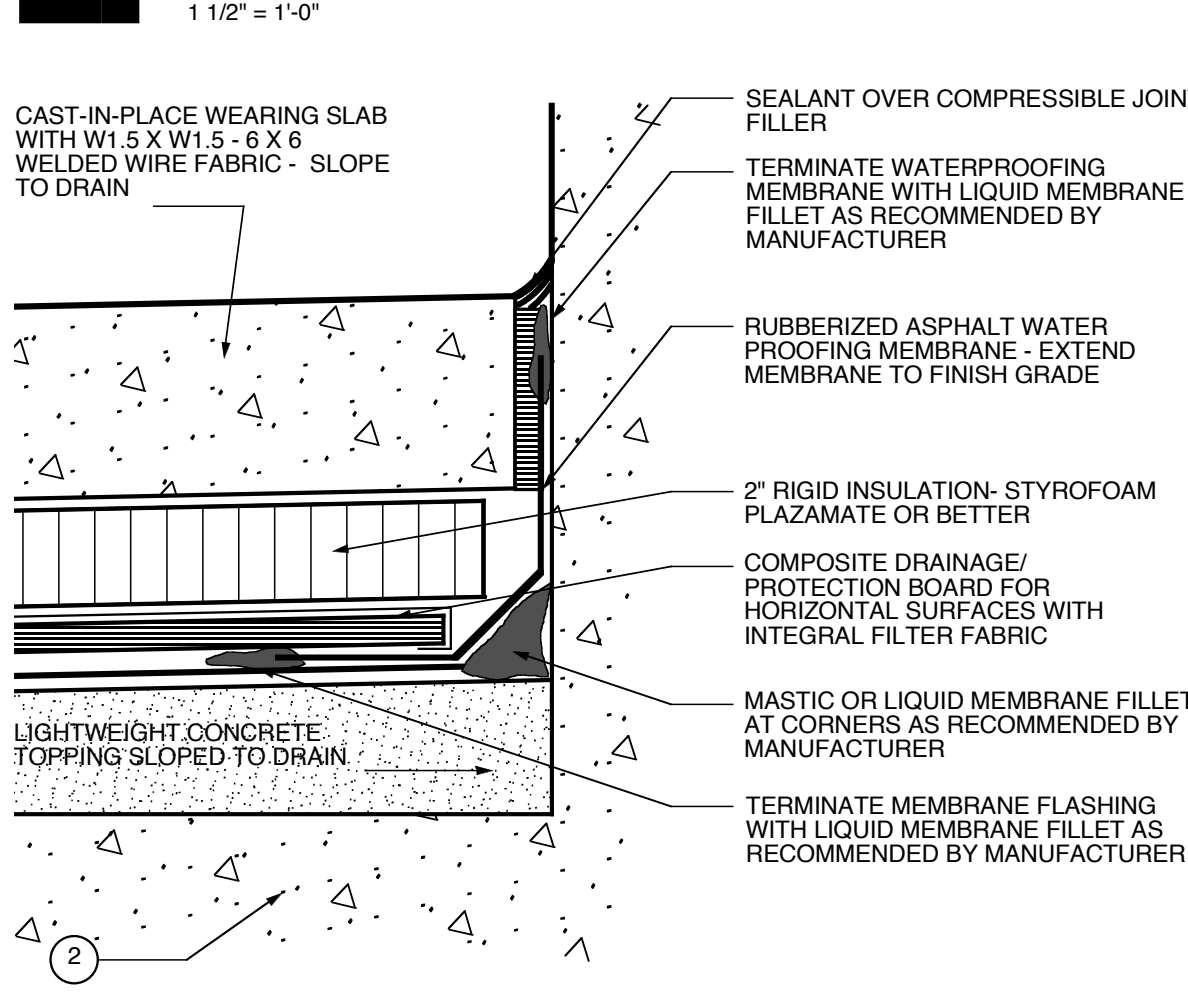 1 1/2" = 1'-0"
CAST-IN-PLACE WEARING SLAB
WITH W1.5 X W1.5 - 6 X 6
WELDED WIRE FABRIC - SLOPE
TO DRAIN
SEALANT OVER COMPRESSIBLE JOIN
FILLER
TERMINATE WATERPROOFING
MEMBRANE WITH LIQUID MEMBRANE
FILLET AS RECOMMENDED BY
MANUFACTURER
RUBBERIZED ASPHALT WATER
PROOFING MEMBRANE - EXTEND
MEMBRANE TO FINISH GRADE
2" RIGID INSULATION- STYROFOAM
PLAZAMATE OR BETTER
COMPOSITE DRAINAGE/
PROTECTION BOARD FOR
HORIZONTAL SURFACES WITH
INTEGRAL FILTER FABRIC
MASTIC OR LIQUID MEMBRANE FILLET
AT CORNERS AS RECOMMENDED BY
MANUFACTURER
LIGHTWEIGHT CONCRETE
TOPPING SLOPED TO DRAIN
TERMINATE MEMBRANE FLASHING
WITH LIQUID MEMBRANE FILLET AS
RECOMMENDED BY MANUFACTURER
2